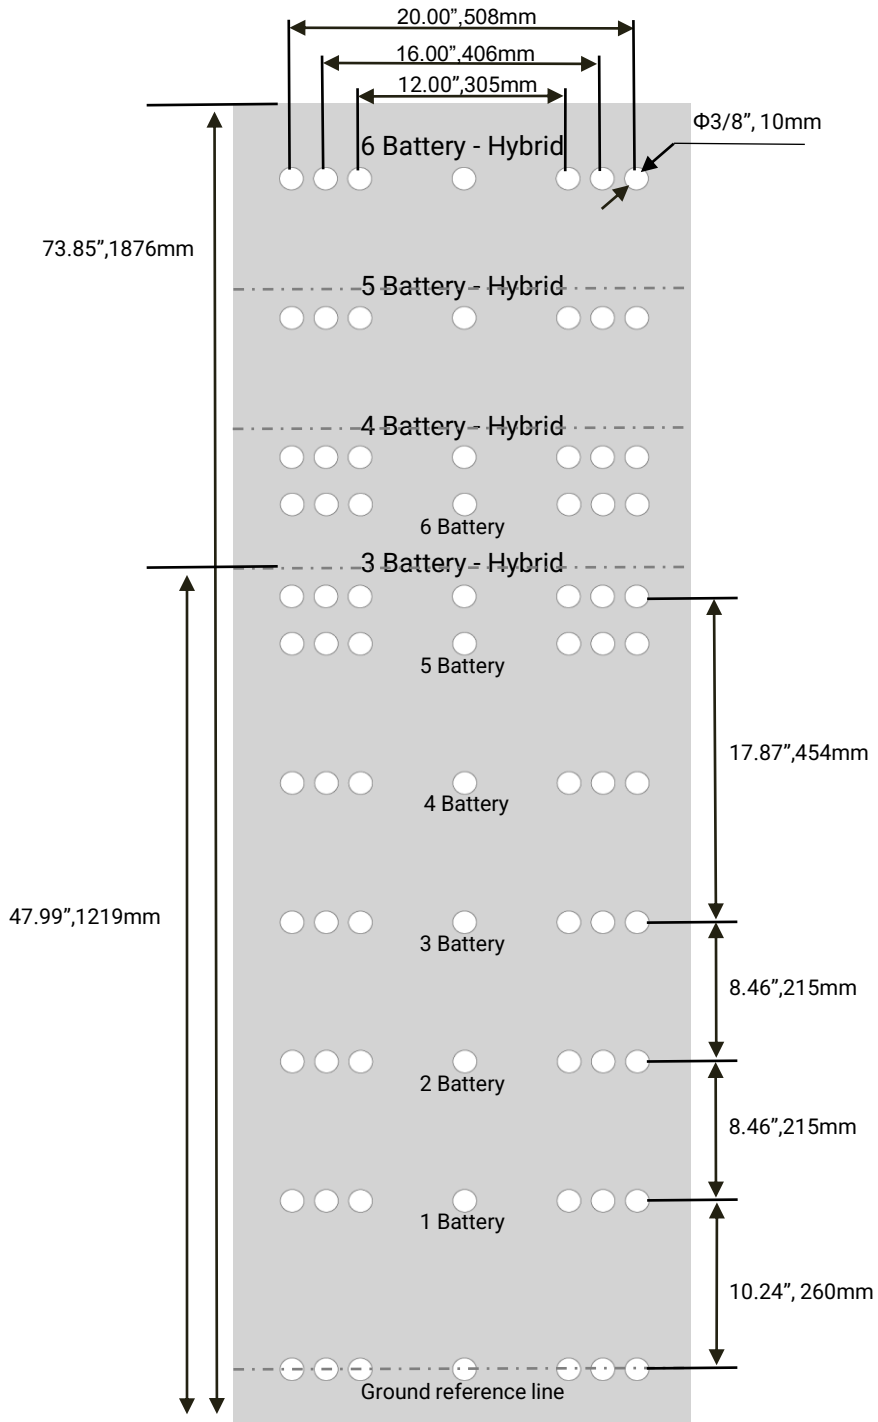 20.00”,508mm
16.00”,406mm
12.00”,305mm
Φ3/8”, 10mm
6 Battery - Hybrid
73.85”,1876mm
5 Battery - Hybrid
4 Battery - Hybrid
6 Battery
3 Battery - Hybrid
5 Battery
17.87”,454mm
4 Battery
47.99”,1219mm
3 Battery
8.46”,215mm
2 Battery
8.46”,215mm
1 Battery
10.24”, 260mm
Ground reference line